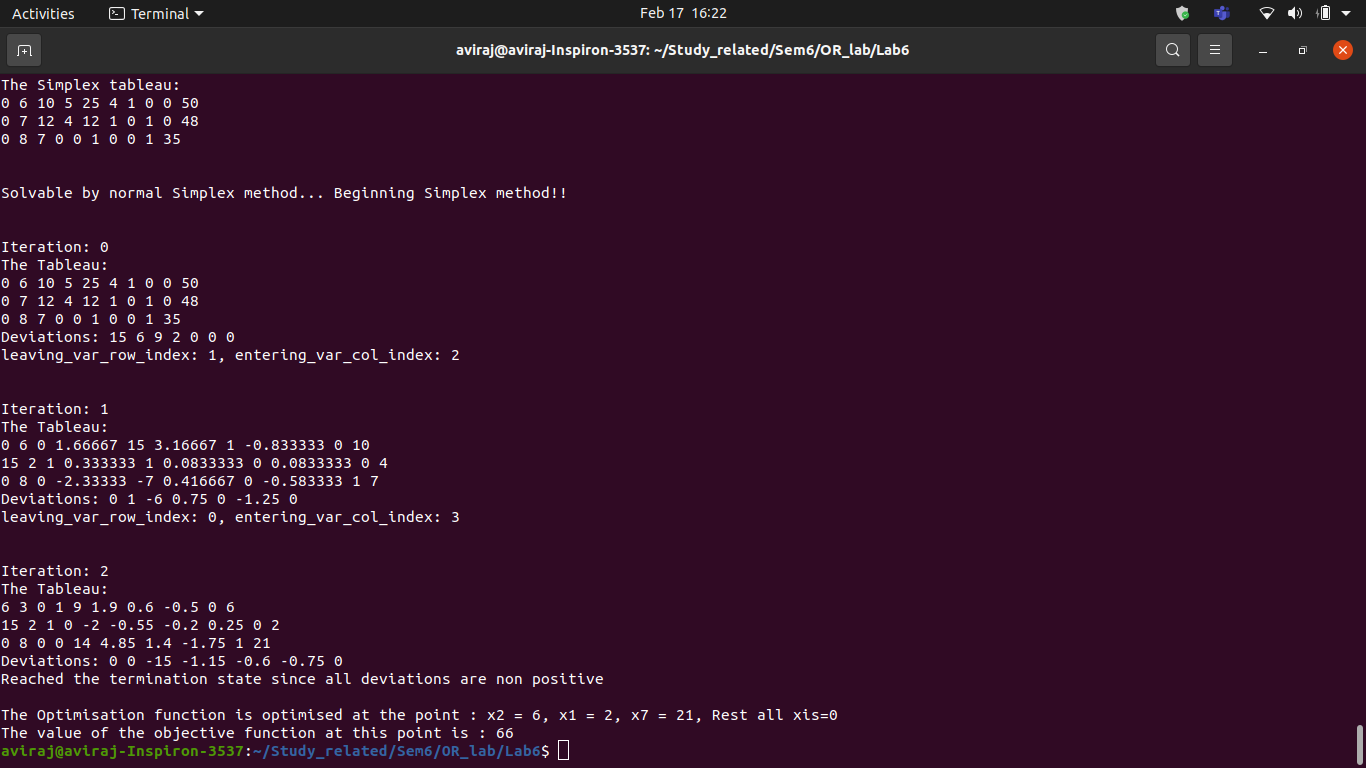 Activities Terminal Feb 17 16:22
aviraj@aviraj-Inspiron-3537: ~/Study_related/Sem6/OR_lab/Lab6
The Simplex tableau:
0 6 10 5 25 4 1 0 0 50
0 7 12 4 12 1 0 1 0 48
0 8 7 0 0 1 0 0 1 35
Solvable by normal Simplex method... Beginning Simplex method!!
Iteration: 0
The Tableau:
0 6 10 5 25 4 1 0 0 50
0 7 12 4 12 1 0 1 0 48
0 8 7 0 0 1 0 0 1 35
Deviations: 15 6 9 2 0 0 0
leaving_var_row_index: 1, entering_var_col_index: 2
Iteration: 1
The Tableau:
0 6 0 1.66667 15 3.16667 1 -0.833333 0 10
15 2 1 0.333333 1 0.0833333 0 0.0833333 0 4
0 8 0 -2.33333 -7 0.416667 0 -0.583333 1 7
Deviations: 0 1 -6 0.75 0 -1.25 0
leaving_var_row_index: 0, entering_var_col_index: 3
Iteration: 2
The Tableau:
6 3 0 1 9 1.9 0.6 -0.5 0 6
15 2 1 0 -2 -0.55 -0.2 0.25 0 2
0 8 0 0 14 4.85 1.4 -1.75 1 21
Deviations: 0 0 -15 -1.15 -0.6 -0.75 0
Reached the termination state since all deviations are non positive
The Optimisation function is optimised at the point : x2 = 6, x1 = 2, x7 = 21, Rest all xis=0
The value of the objective function at this point is : 66
aviraj@aviraj-Inspiron-3537:~/Study_related/Sem6/OR_lab/Lab6$